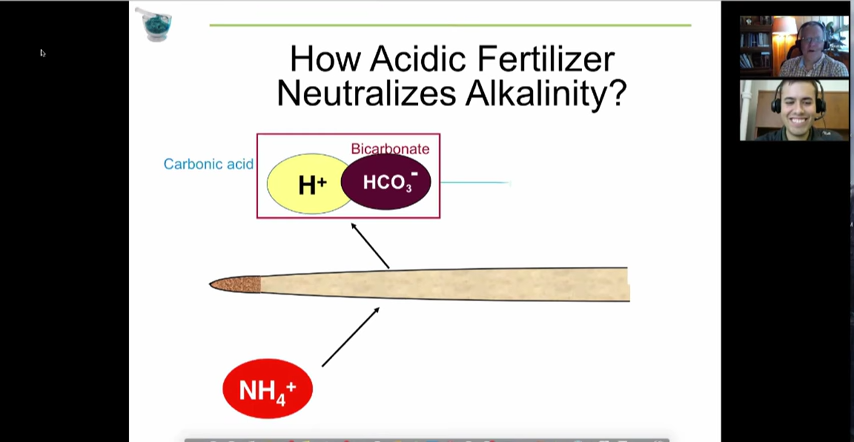 How Acidic Fertilizer
Neutralizes Alkalinity?
Bicarbonate
Carbonic acid
H+
HCO3-
NH4+